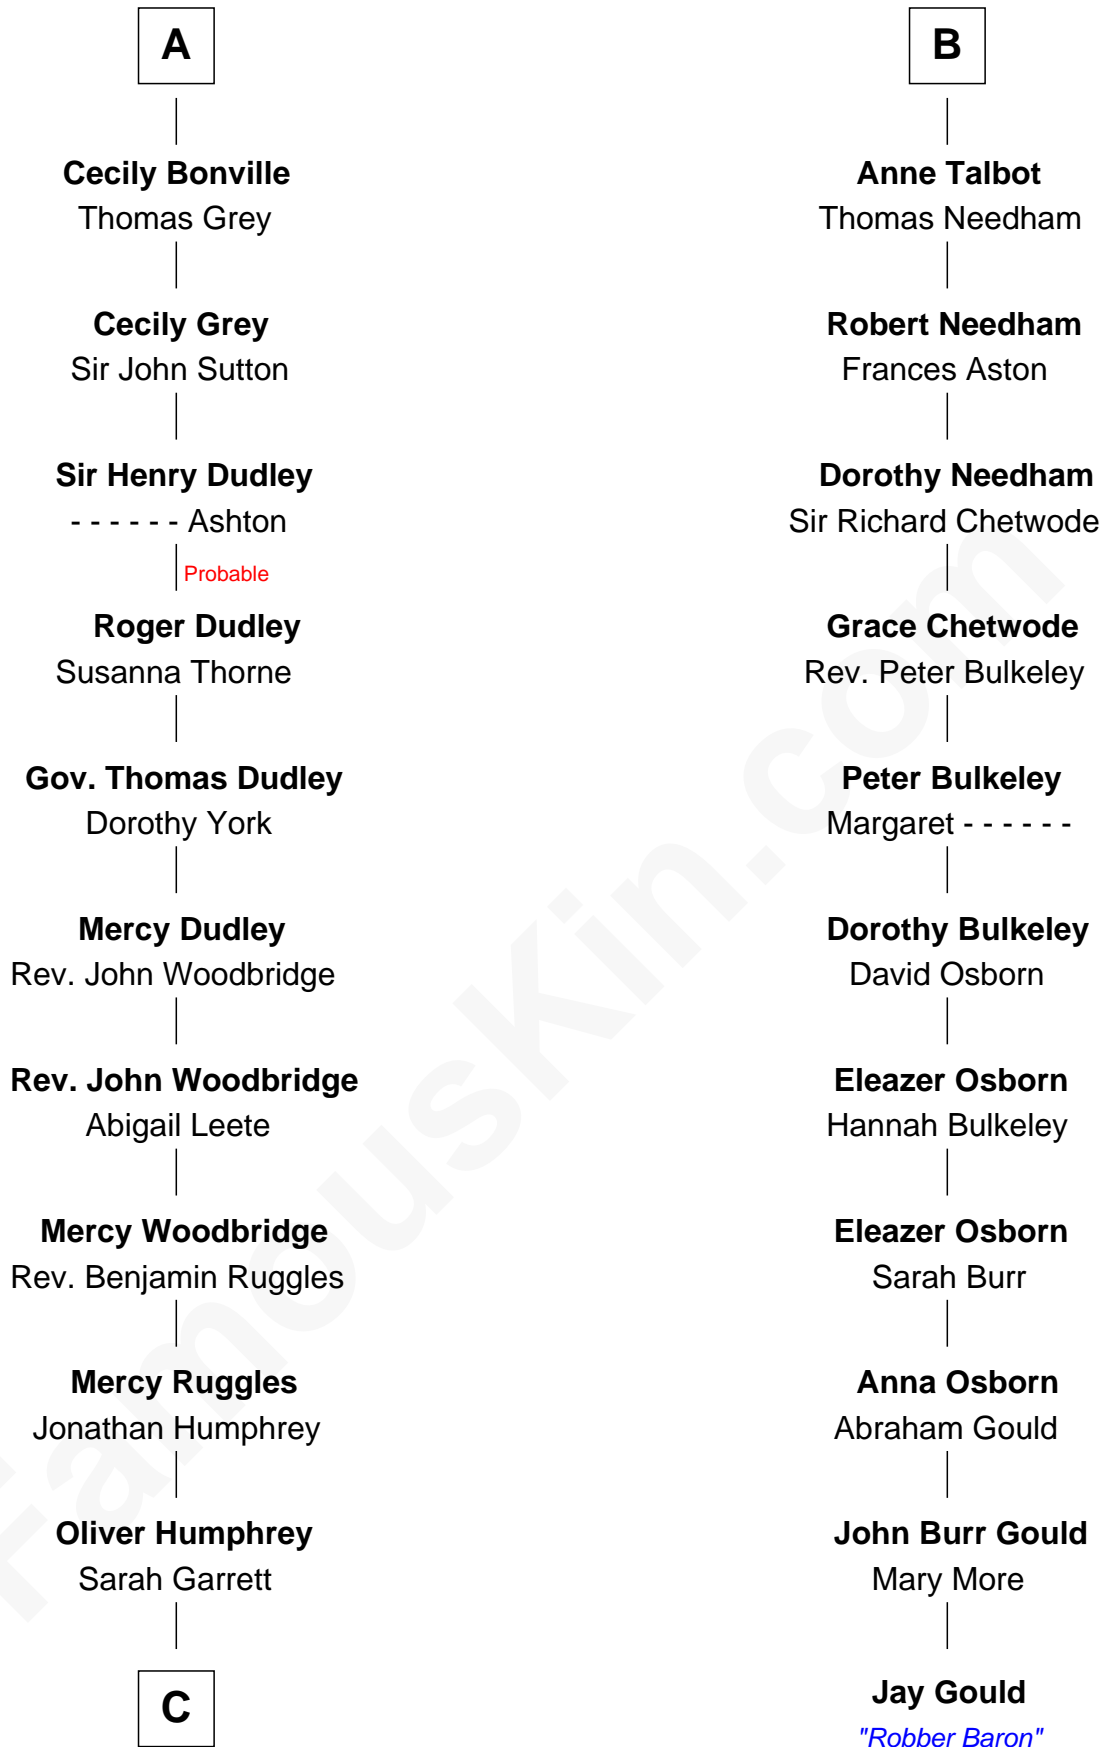 A
Cecily Bonville
Thomas Grey
Cecily Grey
Sir John Sutton
Sir Henry Dudley
- - - - - - Ashton
Probable
Roger Dudley
Susanna Thorne
Gov. Thomas Dudley
Dorothy York
Mercy Dudley
Rev. John Woodbridge
Rev. John Woodbridge
Abigail Leete
Mercy Woodbridge
Rev. Benjamin Ruggles
Mercy Ruggles
Jonathan Humphrey
Oliver Humphrey
Sarah Garrett
C
B
Anne Talbot
Thomas Needham
Robert Needham
Frances Aston
Dorothy Needham
Sir Richard Chetwode
Grace Chetwode
Rev. Peter Bulkeley
Peter Bulkeley
Margaret - - - - - -
Dorothy Bulkeley
David Osborn
Eleazer Osborn
Hannah Bulkeley
Eleazer Osborn
Sarah Burr
Anna Osborn
Abraham Gould
John Burr Gould
Mary More
Jay Gould
"Robber Baron"
FamousKin.com